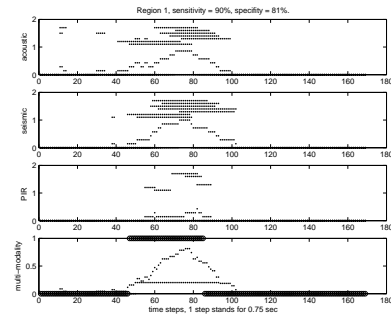 Region 1, sensitivity = 90%, specifity = 81%.
acoustic
2
1
0
0 20 40 60 80 100 120 140 160 180
seismic
2
1
0
0 20 40 60 80 100 120 140 160 180
PIR
2
1
0
0 20 40 60 80 100 120 140 160 180
multi-modality
1
0.5
0
0 20 40 60 80 100 120 140 160 180
time steps, 1 step stands for 0.75 sec